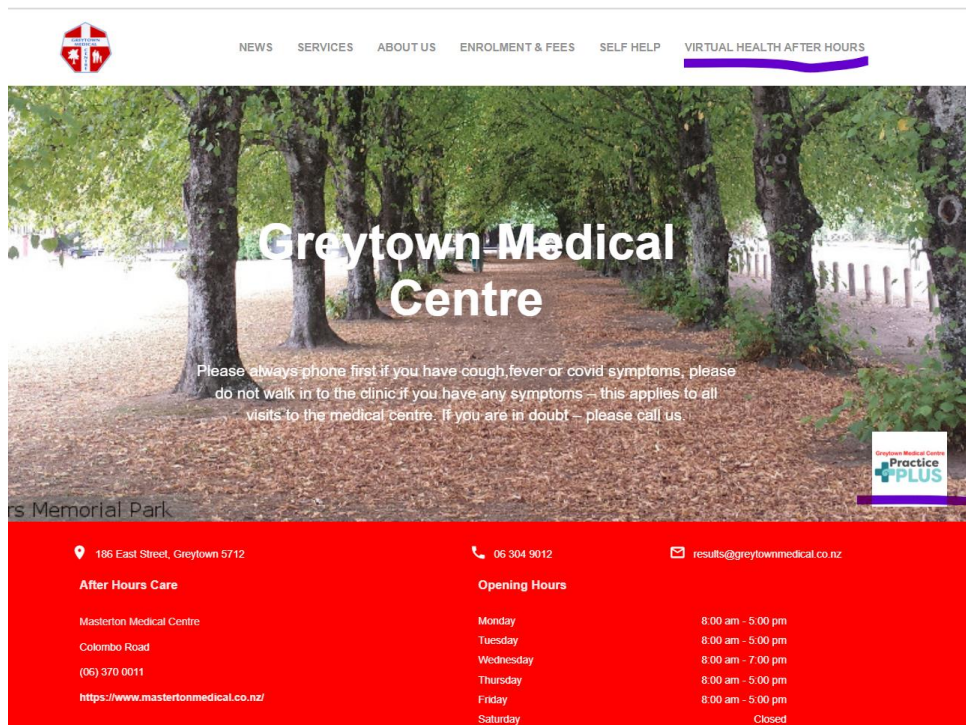 GREYTOWN
MEDICAL
CENTRE
NEWS SERVICES ABOUT US ENROLMENT & FEES SELF HELP VIRTUAL HEALTH AFTER HOURS
Greytown Medical
Centre
Please always phone first if you have cough,fever or covid symptoms, please
do not walk in to the clinic if you have any symptoms – this applies to all
visits to the medical centre. If you are in doubt – please call us.
Greytown Medical Centre
Practice
PLUS
rs Memorial Park
186 East Street, Greytown 5712 06 304 9012 results@greytownmedical.co.nz
After Hours Care Opening Hours
Masterton Medical Centre Monday 8:00 am - 5:00 pm
Tuesday 8:00 am - 5:00 pm
Colombo Road
Wednesday 8:00 am - 7:00 pm
(06) 370 0011
Thursday 8:00 am - 5:00 pm
https://www.mastertonmedical.co.nz/ Friday 8:00 am - 5:00 pm
Saturday Closed